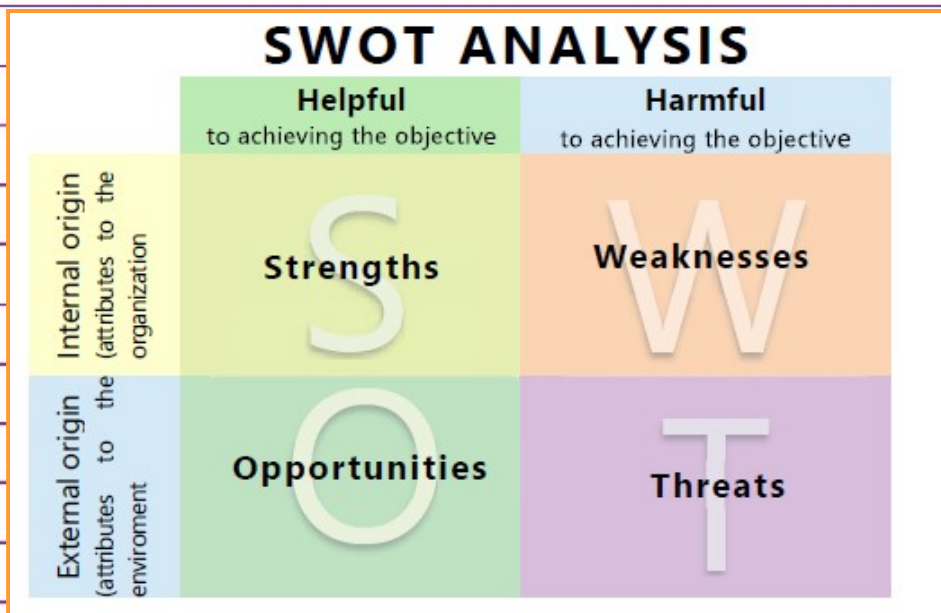 SWOT ANALYSIS
Helpful
to achieving the objective
Harmful
to achieving the objective
Internal origin
(attributes to the
organization
S
Strengths
W
Weaknesses
External origin
(attributes to the
enviroment
O
Opportunities
T
Threats